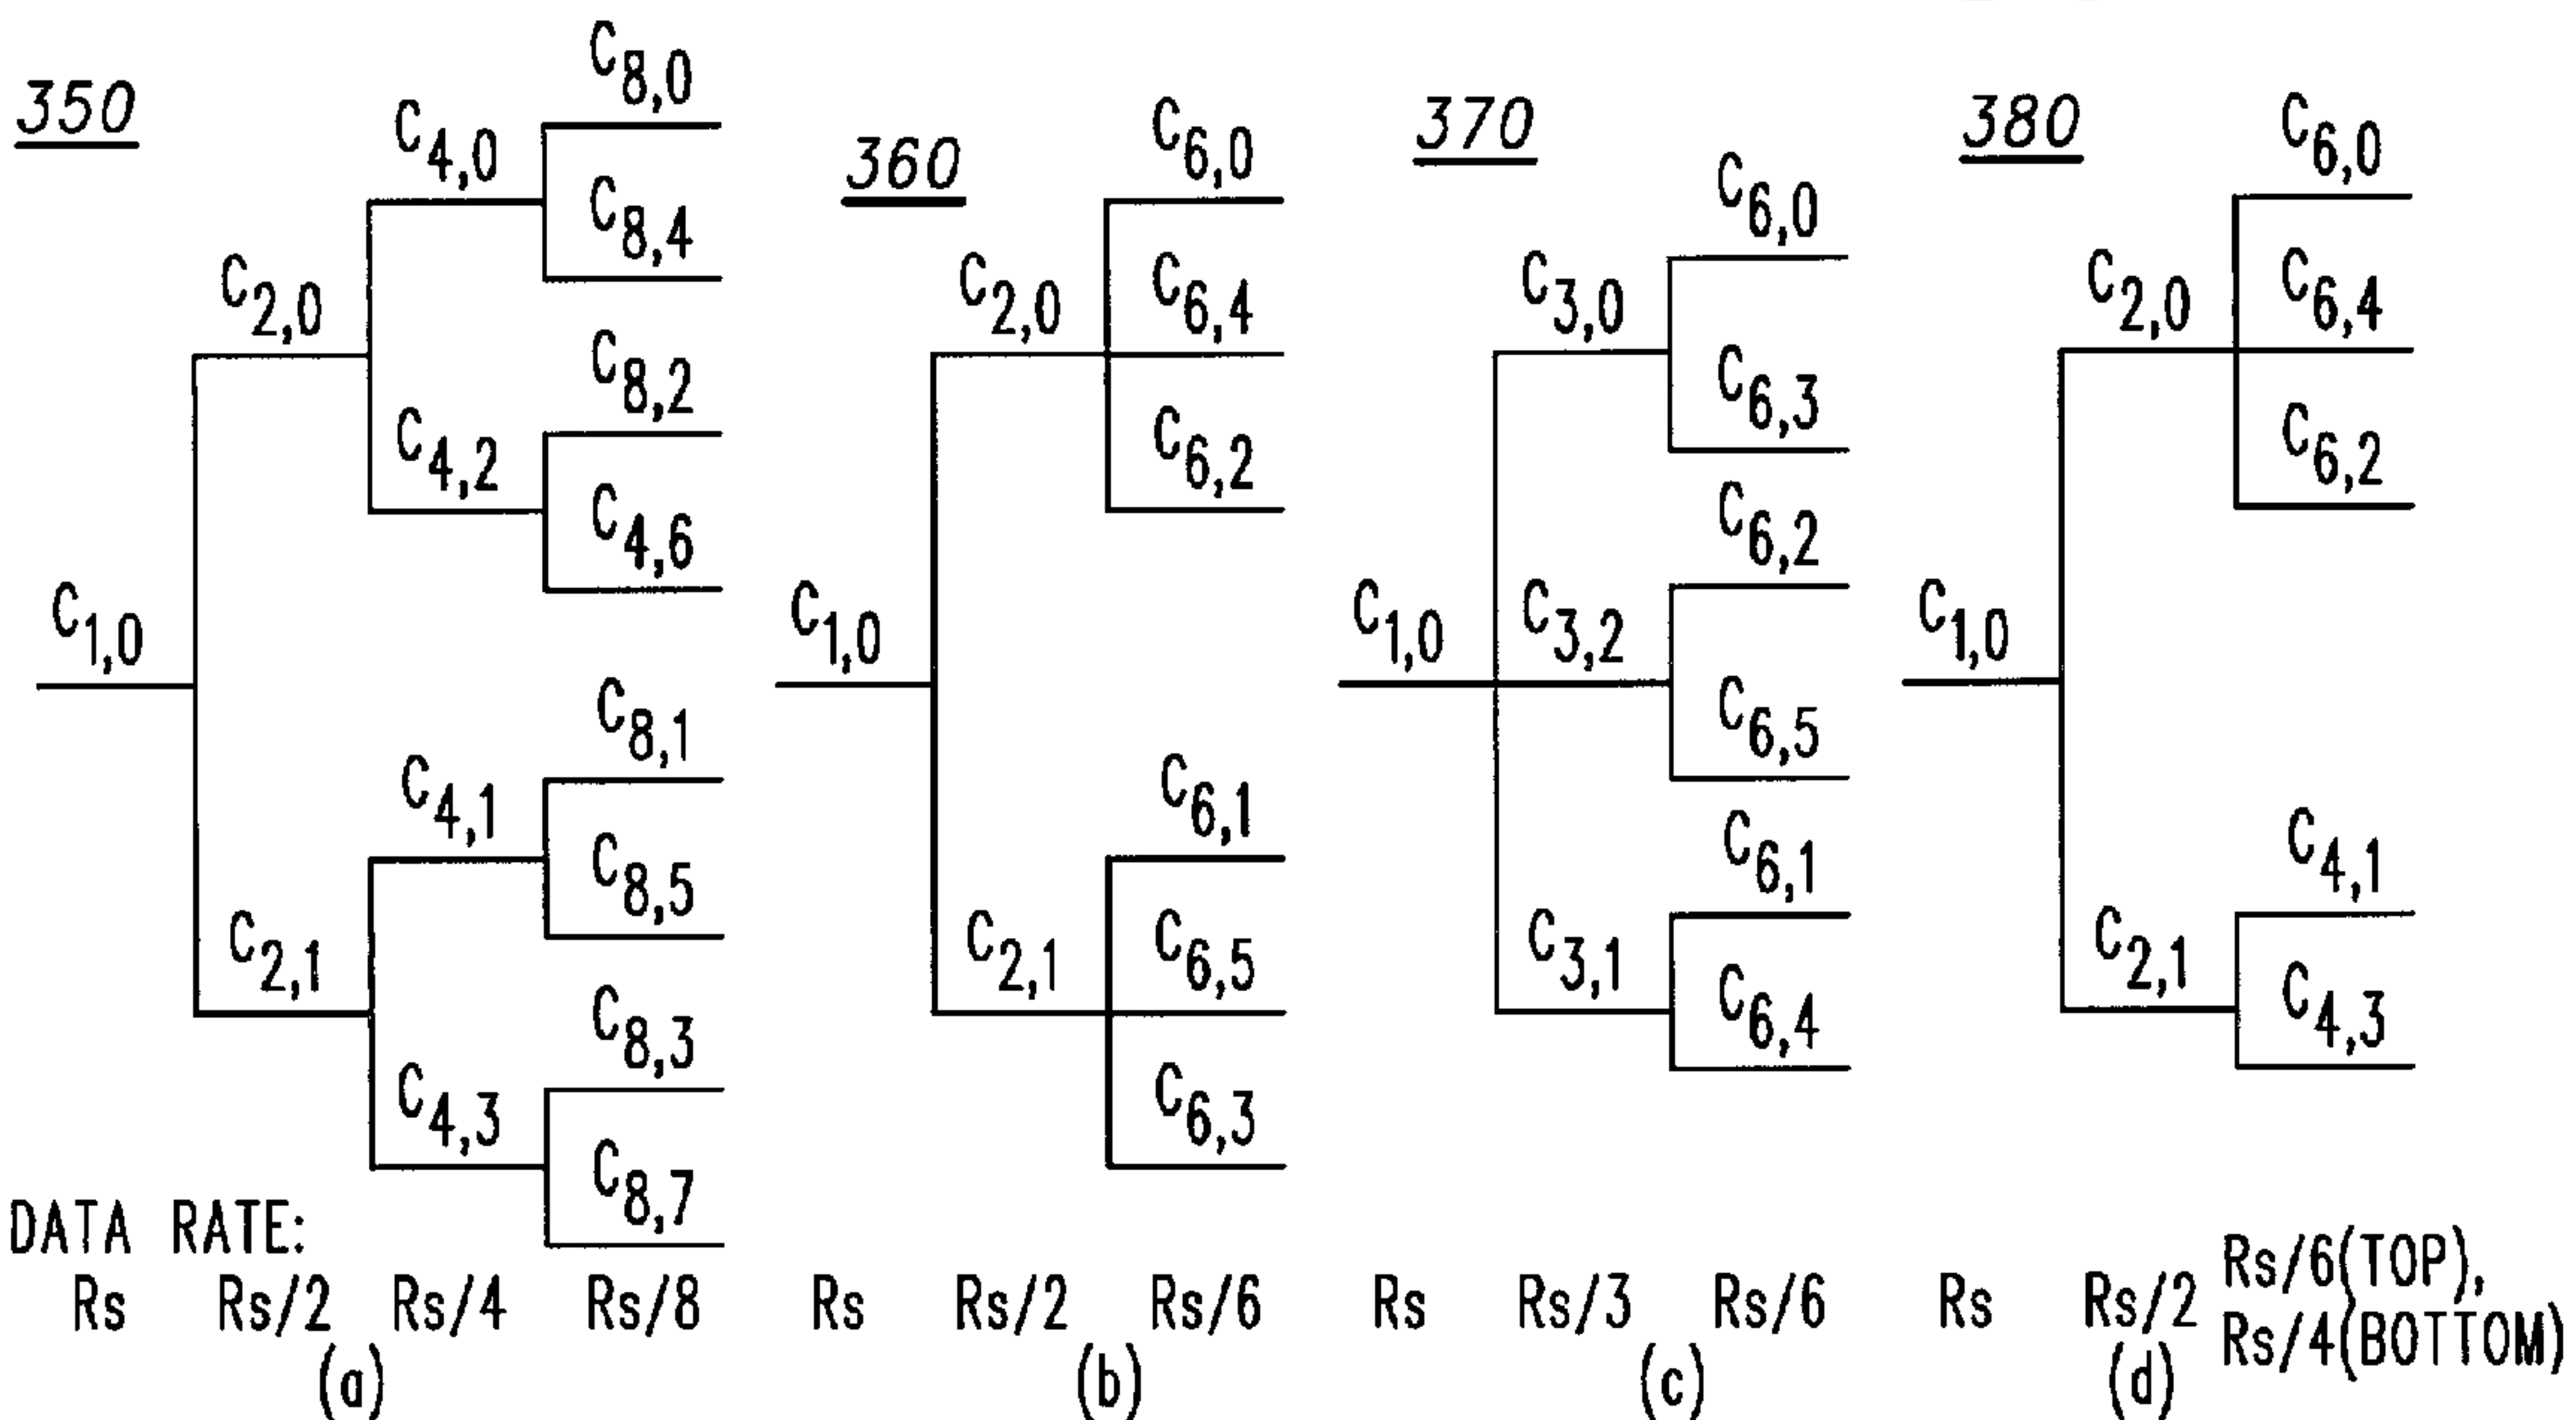 350
C1,0
C2,0
C2,1
C4,0
C4,2
C4,1
C4,3
C8,0
C8,4
C8,2
C4,6
C8,1
C8,5
C8,3
C8,7
DATA RATE:
Rs Rs/2 Rs/4 Rs/8
(a)
360
C1,0
C2,0
C2,1
C6,0
C6,4
C6,2
C6,1
C6,5
C6,3
Rs Rs/2 Rs/6
(b)
370
C1,0
C3,0
C3,2
C3,1
C6,0
C6,3
C6,2
C6,5
C6,1
C6,4
Rs Rs/3 Rs/6
(c)
380
C1,0
C2,0
C2,1
C6,0
C6,4
C6,2
C4,1
C4,3
Rs Rs/2 Rs/6(TOP),
Rs/4(BOTTOM)
(d)